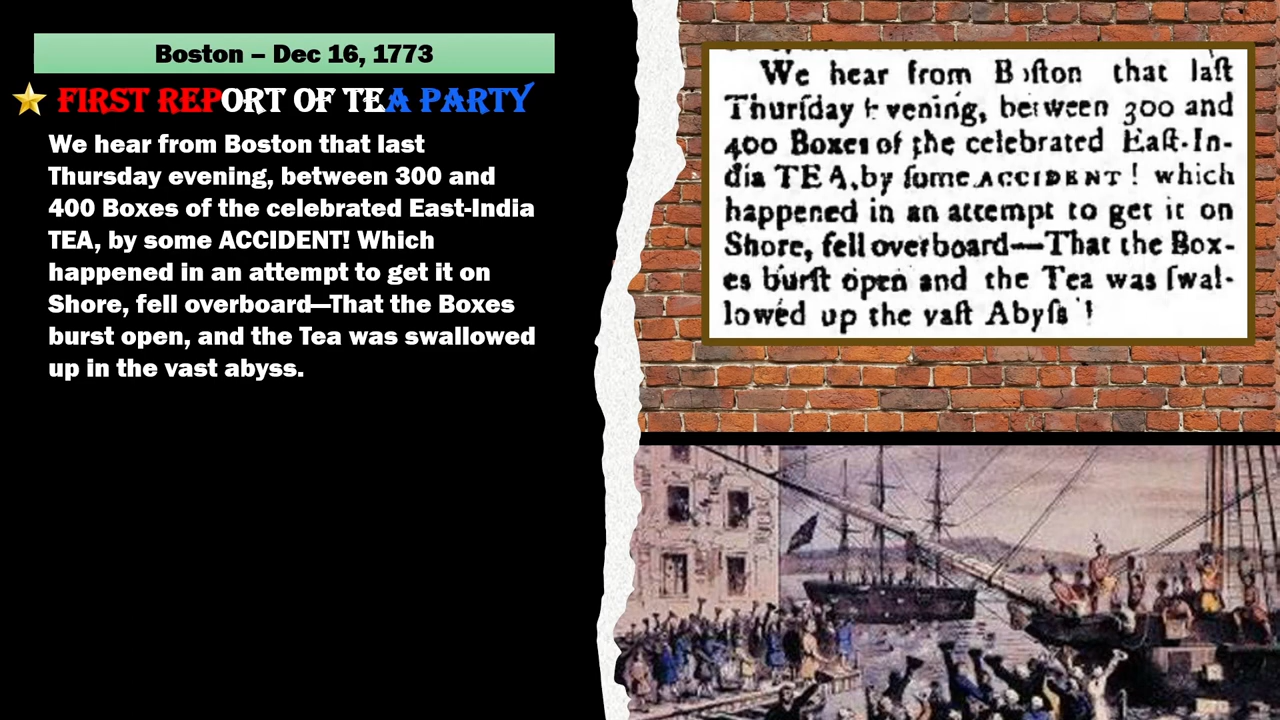 Boston – Dec 16, 1773
FIRST REPORT OF TEA PARTY
We hear from Boston that last
Thursday evening, between 300 and
400 Boxes of the celebrated East-India
TEA, by some ACCIDENT! Which
happened in an attempt to get it on
Shore, fell overboard—That the Boxes
burst open, and the Tea was swallowed
up in the vast abyss.
We hear from Boſton that laſt
Thurſday Evening, between 300 and
400 Boxes of the celebrated Eaſt-In-
dia TEA, by ſome ACCIDENT! which
happened in an attempt to get it on
Shore, fell overboard—That the Box-
es burſt open and the Tea was ſwal-
lowed up the vaſt Abyſs!